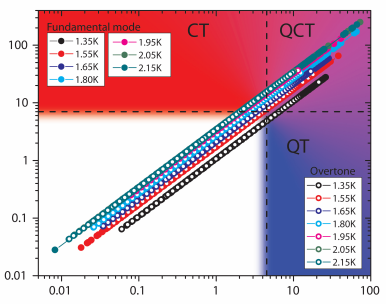 Fundamental mode
1.35K
1.55K
1.65K
1.80K
1.95K
2.05K
2.15K
CT
QCT
QT
Overtone
1.35K
1.55K
1.65K
1.80K
1.95K
2.05K
2.15K
100
10
1
0.1
0.01
0.01
0.1
1
10
100